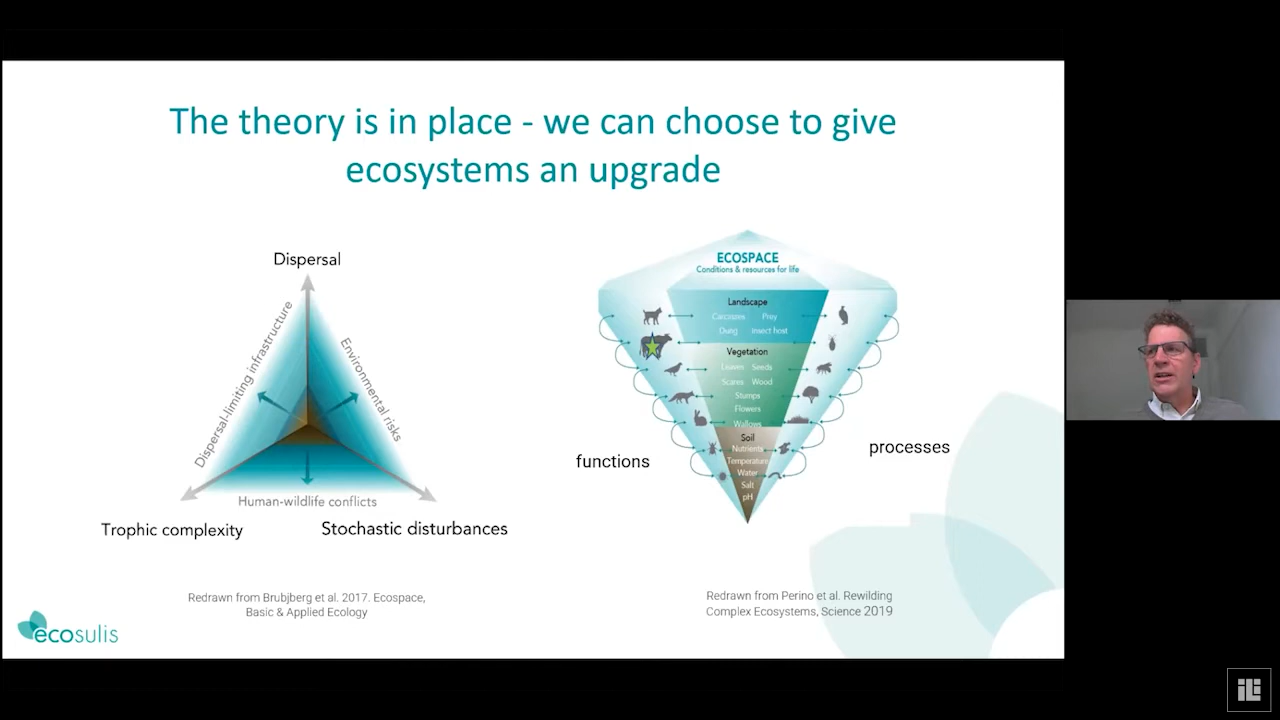 The theory is in place - we can choose to give
ecosystems an upgrade
Dispersal
Dispersal-limiting infrastructure
Environmental risks
Human-wildlife conflicts
Trophic complexity
Stochastic disturbances
Redrawn from Brubjberg et al. 2017. Ecospace,
Basic & Applied Ecology
ECOSPACE
Conditions & resources for life
Landscape
Carcasses Prey
Dung Insect host
Vegetation
Leaves Seeds
Scares Wood
Stumps
Flowers
Wallows
Soil
Nutrients
Temperature
Water
Salt
pH
functions
processes
Redrawn from Perino et al. Rewilding
Complex Ecosystems, Science 2019
ecosulis